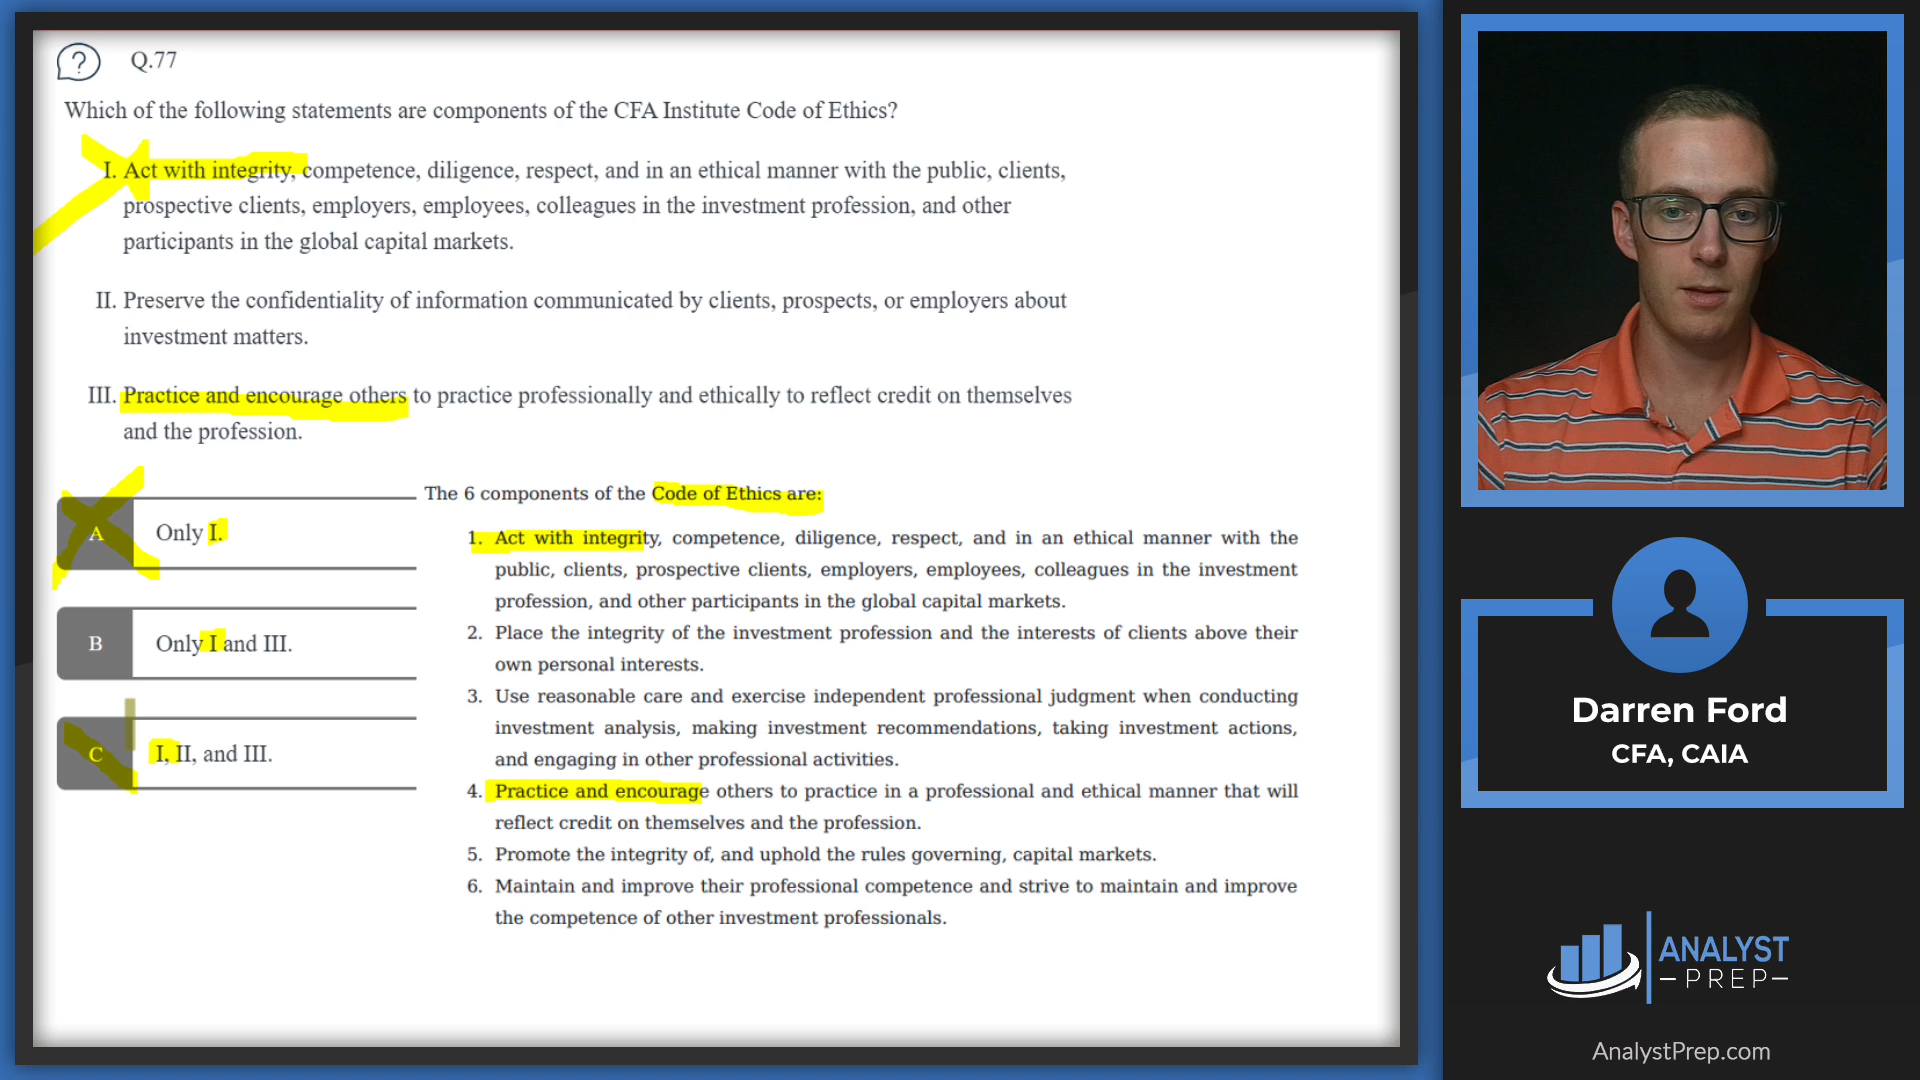 Q.77
Which of the following statements are components of the CFA Institute Code of Ethics?
I. Act with integrity, competence, diligence, respect, and in an ethical manner with the public, clients,
prospective clients, employers, employees, colleagues in the investment profession, and other
participants in the global capital markets.
II. Preserve the confidentiality of information communicated by clients, prospects, or employers about
investment matters.
III. Practice and encourage others to practice professionally and ethically to reflect credit on themselves
and the profession.
A Only I.
B Only I and III.
C I, II, and III.
The 6 components of the Code of Ethics are:
1. Act with integrity, competence, diligence, respect, and in an ethical manner with the
public, clients, prospective clients, employers, employees, colleagues in the investment
profession, and other participants in the global capital markets.
2. Place the integrity of the investment profession and the interests of clients above their
own personal interests.
3. Use reasonable care and exercise independent professional judgment when conducting
investment analysis, making investment recommendations, taking investment actions,
and engaging in other professional activities.
4. Practice and encourage others to practice in a professional and ethical manner that will
reflect credit on themselves and the profession.
5. Promote the integrity of, and uphold the rules governing, capital markets.
6. Maintain and improve their professional competence and strive to maintain and improve
the competence of other investment professionals.
Darren Ford
CFA, CAIA
ANALYST
PREP
AnalystPrep.com